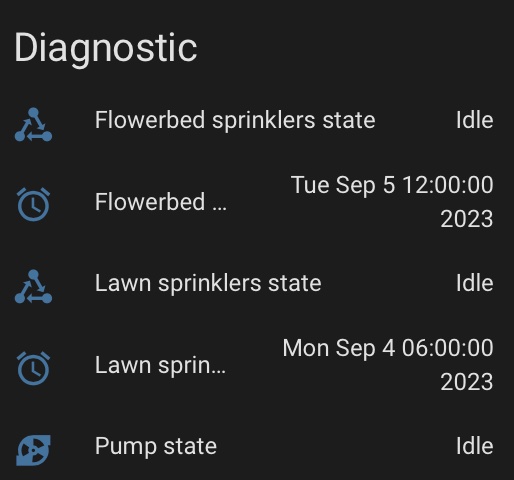 Diagnostic
Flowerbed sprinklers state Idle
Flowerbed ... Tue Sep 5 12:00:00
2023
Lawn sprinklers state Idle
Lawn sprin... Mon Sep 4 06:00:00
2023
Pump state Idle